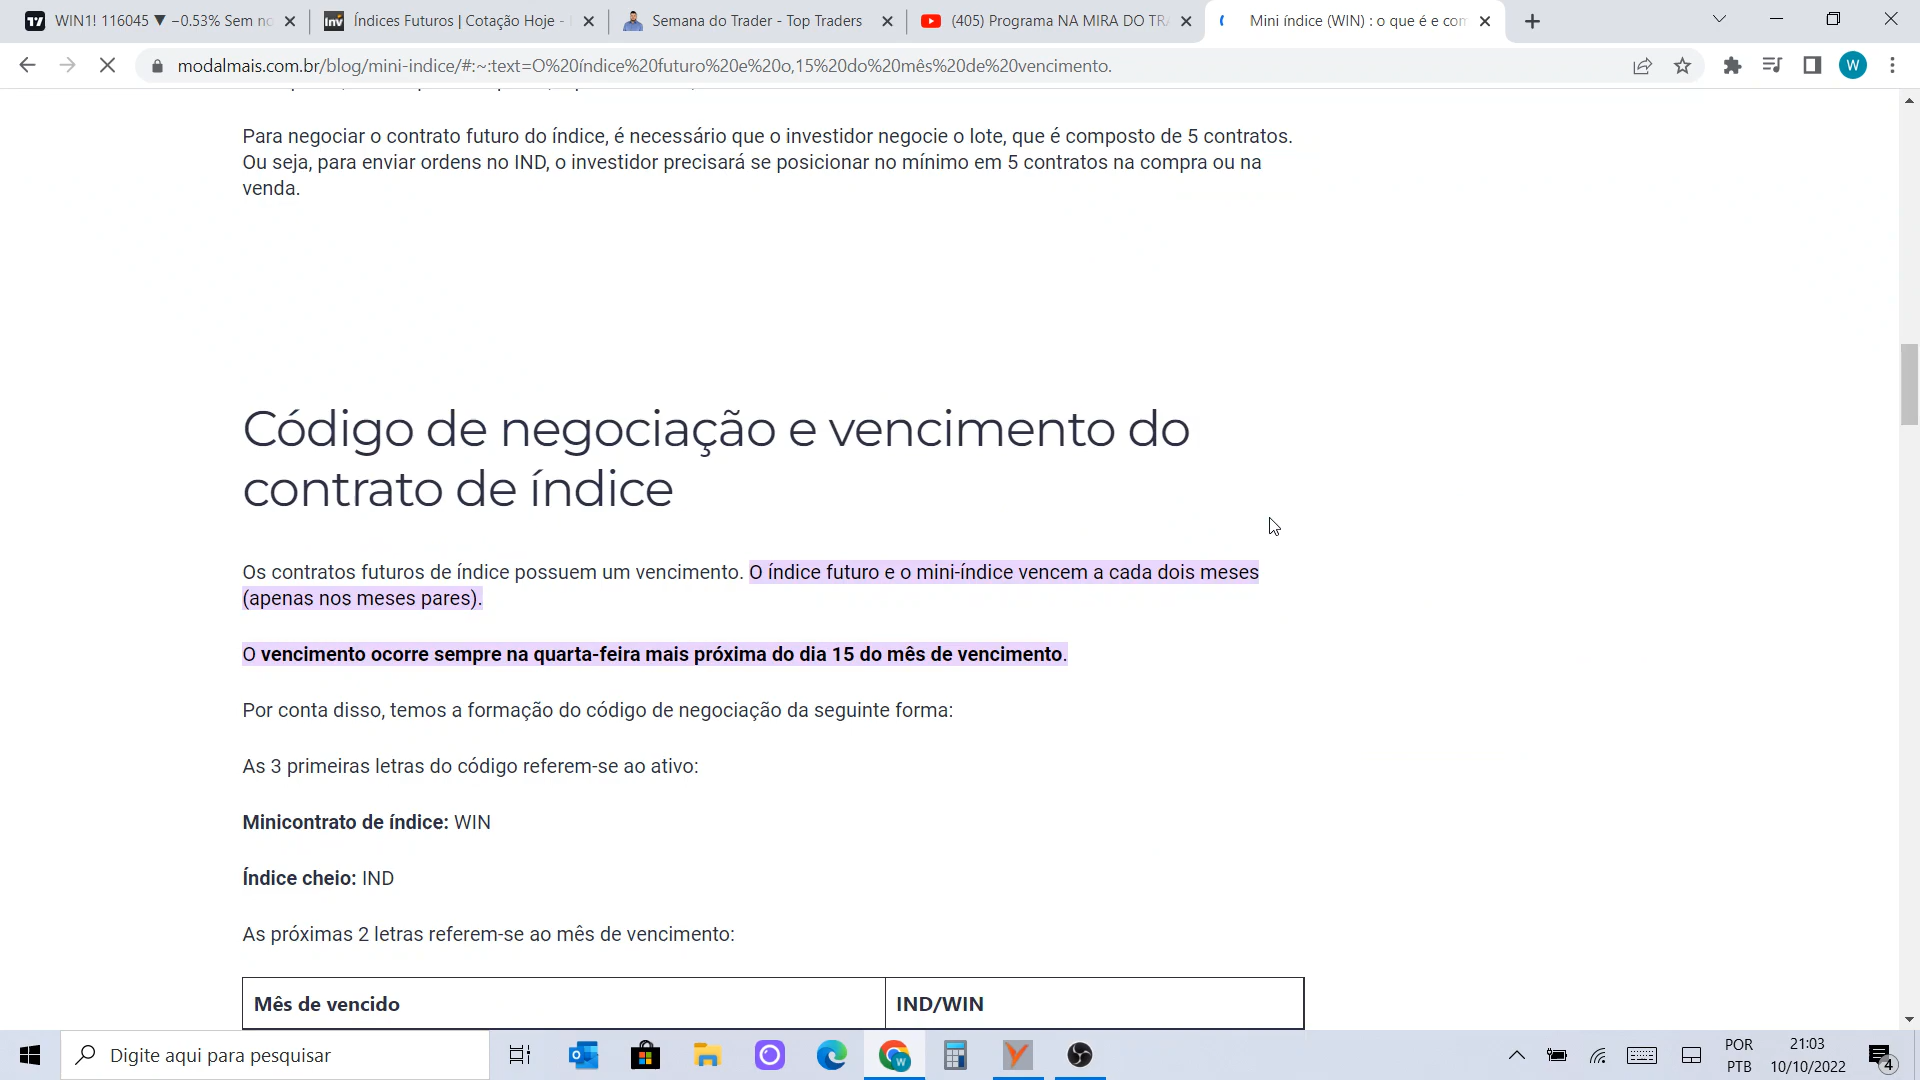 WIN1! 116045 ▼ −0.53% Sem no
Índices Futuros | Cotação Hoje -
Semana do Trader - Top Traders
(405) Programa NA MIRA DO TRA
Mini índice (WIN) : o que é e com
modalmais.com.br/blog/mini-indice/#:~:text=O%20índice%20futuro%20e%20o,15%20do%20mês%20de%20vencimento.
W
Para negociar o contrato futuro do índice, é necessário que o investidor negocie o lote, que é composto de 5 contratos.
Ou seja, para enviar ordens no IND, o investidor precisará se posicionar no mínimo em 5 contratos na compra ou na
venda.
Código de negociação e vencimento do
contrato de índice
Os contratos futuros de índice possuem um vencimento. O índice futuro e o mini-índice vencem a cada dois meses
(apenas nos meses pares).
O vencimento ocorre sempre na quarta-feira mais próxima do dia 15 do mês de vencimento.
Por conta disso, temos a formação do código de negociação da seguinte forma:
As 3 primeiras letras do código referem-se ao ativo:
Minicontrato de índice: WIN
Índice cheio: IND
As próximas 2 letras referem-se ao mês de vencimento:
Mês de vencido IND/WIN
Digite aqui para pesquisar
POR
PTB
21:03
10/10/2022
4